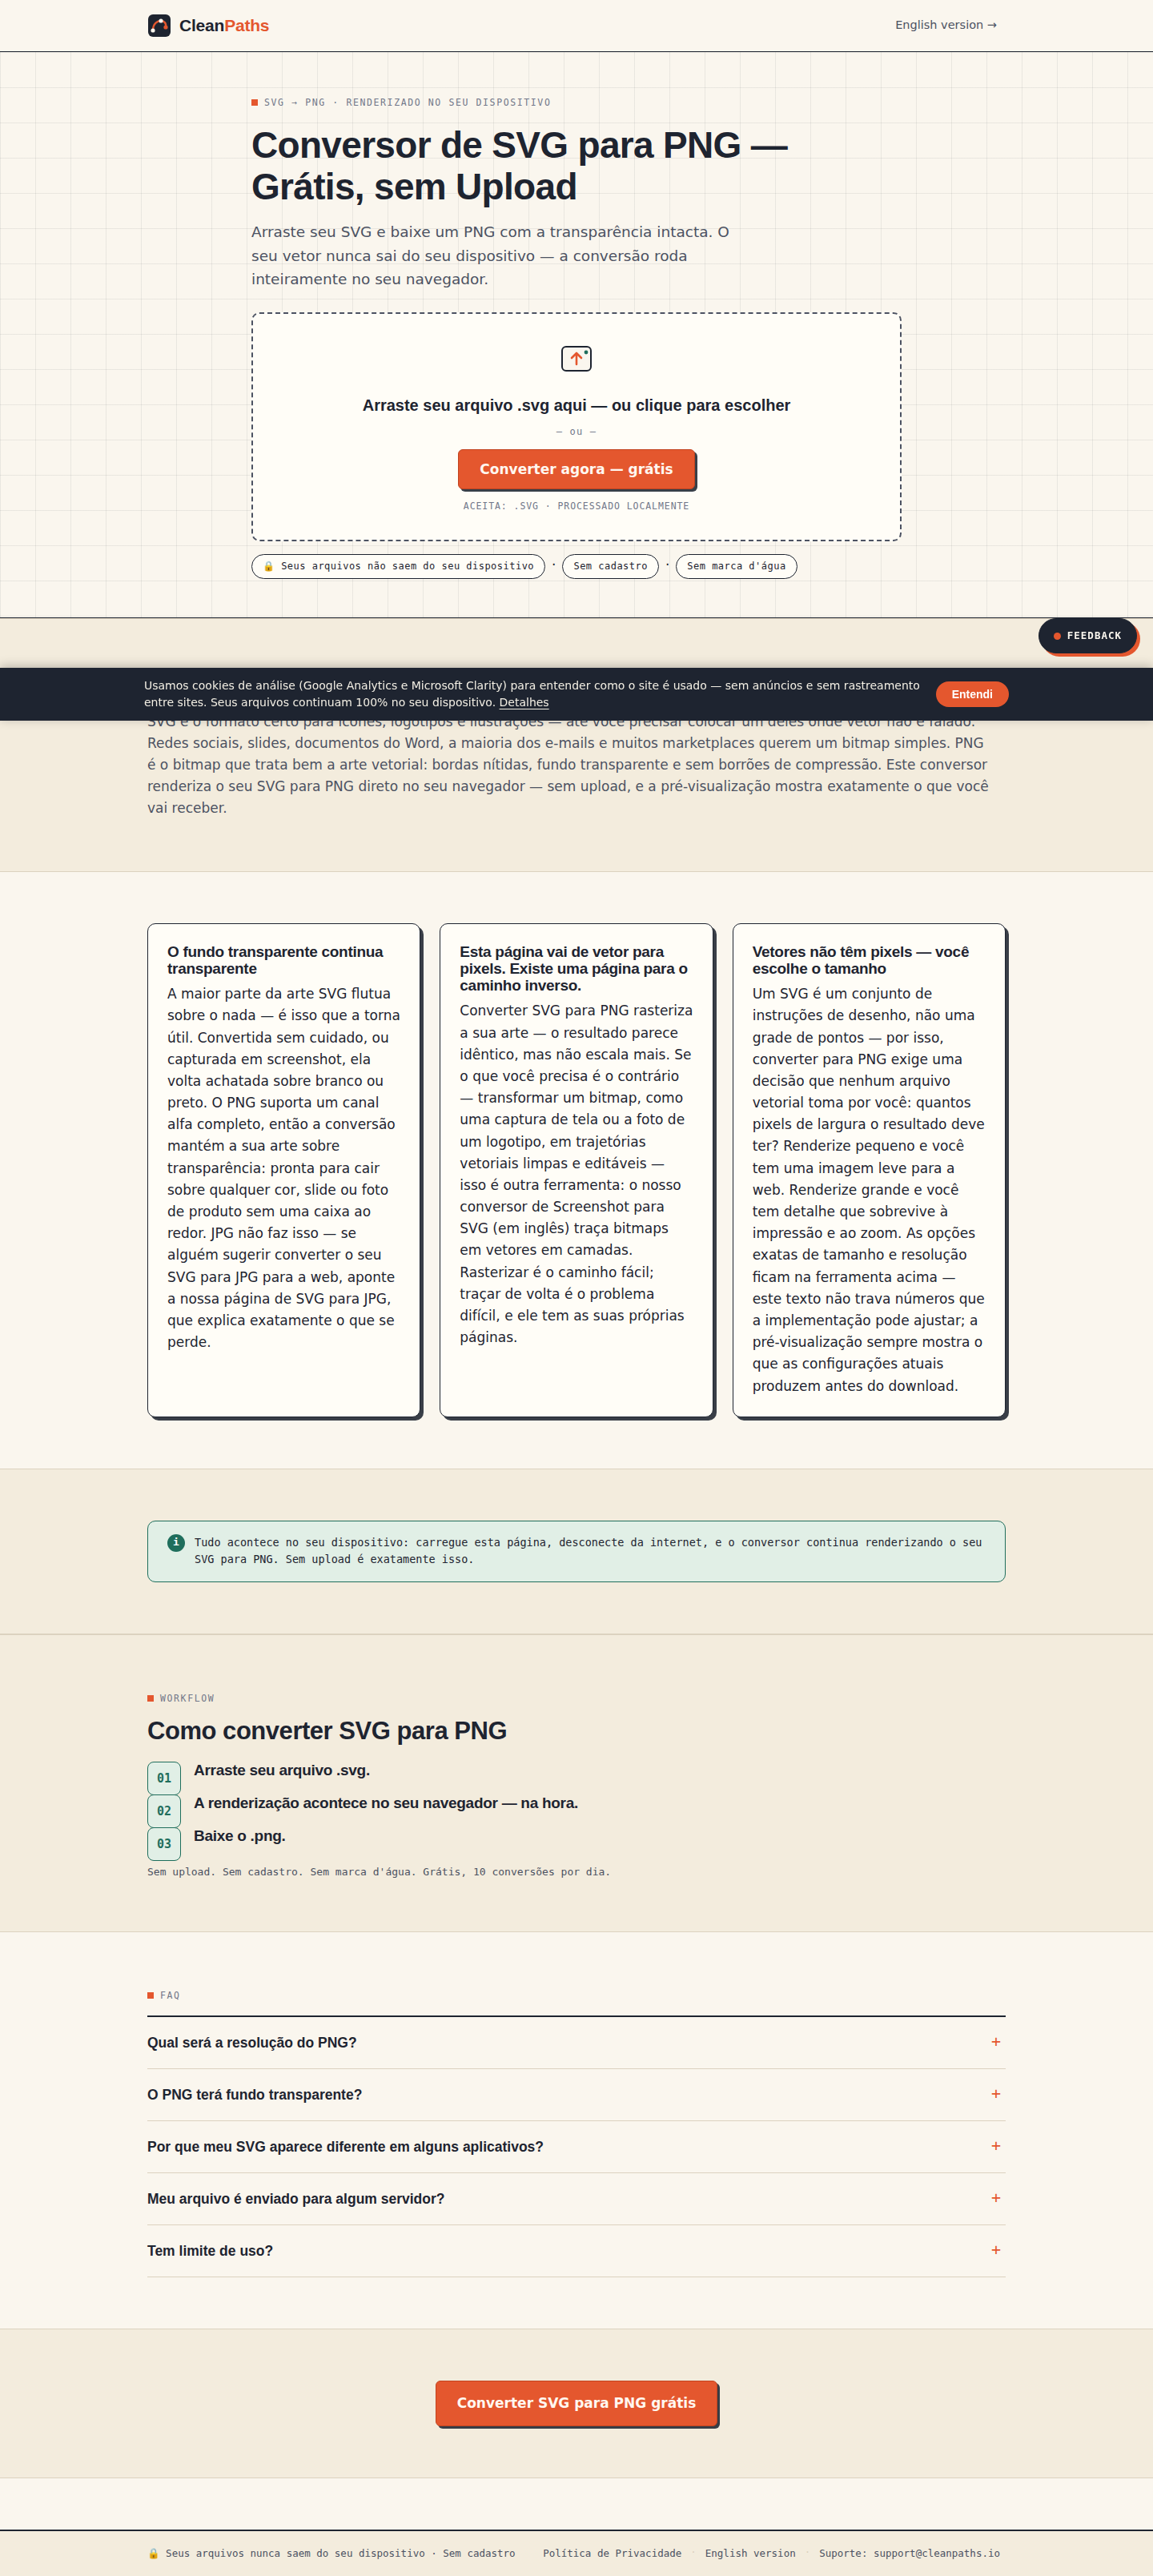 CleanPaths
English version →
SVG → PNG · RENDERIZADO NO SEU DISPOSITIVO
Conversor de SVG para PNG —
Grátis, sem Upload
Arraste seu SVG e baixe um PNG com a transparência intacta. O
seu vetor nunca sai do seu dispositivo — a conversão roda
inteiramente no seu navegador.
Arraste seu arquivo .svg aqui — ou clique para escolher
— ou —
Converter agora — grátis
ACEITA: .SVG · PROCESSADO LOCALMENTE
🔒 Seus arquivos não saem do seu dispositivo · Sem cadastro · Sem marca d'água
FEEDBACK
Usamos cookies de análise (Google Analytics e Microsoft Clarity) para entender como o site é usado — sem anúncios e sem rastreamento
entre sites. Seus arquivos continuam 100% no seu dispositivo. Detalhes
Entendi
SVG é o formato certo para ícones, logotipos e ilustrações — até você precisar colocar um deles onde vetor não é falado.
Redes sociais, slides, documentos do Word, a maioria dos e-mails e muitos marketplaces querem um bitmap simples. PNG
é o bitmap que trata bem a arte vetorial: bordas nítidas, fundo transparente e sem borrões de compressão. Este conversor
renderiza o seu SVG para PNG direto no seu navegador — sem upload, e a pré-visualização mostra exatamente o que você
vai receber.
O fundo transparente continua
transparente
A maior parte da arte SVG flutua
sobre o nada — é isso que a torna
útil. Convertida sem cuidado, ou
capturada em screenshot, ela
volta achatada sobre branco ou
preto. O PNG suporta um canal
alfa completo, então a conversão
mantém a sua arte sobre
transparência: pronta para cair
sobre qualquer cor, slide ou foto
de produto sem uma caixa ao
redor. JPG não faz isso — se
alguém sugerir converter o seu
SVG para JPG para a web, aponte
a nossa página de SVG para JPG,
que explica exatamente o que se
perde.
Esta página vai de vetor para
pixels. Existe uma página para o
caminho inverso.
Converter SVG para PNG rasteriza
a sua arte — o resultado parece
idêntico, mas não escala mais. Se
o que você precisa é o contrário
— transformar um bitmap, como
uma captura de tela ou a foto de
um logotipo, em trajetórias
vetoriais limpas e editáveis —
isso é outra ferramenta: o nosso
conversor de Screenshot para
SVG (em inglês) traça bitmaps
em vetores em camadas.
Rasterizar é o caminho fácil;
traçar de volta é o problema
difícil, e ele tem as suas próprias
páginas.
Vetores não têm pixels — você
escolhe o tamanho
Um SVG é um conjunto de
instruções de desenho, não uma
grade de pontos — por isso,
converter para PNG exige uma
decisão que nenhum arquivo
vetorial toma por você: quantos
pixels de largura o resultado deve
ter? Renderize pequeno e você
tem uma imagem leve para a
web. Renderize grande e você
tem detalhe que sobrevive à
impressão e ao zoom. As opções
exatas de tamanho e resolução
ficam na ferramenta acima —
este texto não trava números que
a implementação pode ajustar; a
pré-visualização sempre mostra o
que as configurações atuais
produzem antes do download.
i
Tudo acontece no seu dispositivo: carregue esta página, desconecte da internet, e o conversor continua renderizando o seu
SVG para PNG. Sem upload é exatamente isso.
WORKFLOW
Como converter SVG para PNG
01 Arraste seu arquivo .svg.
02 A renderização acontece no seu navegador — na hora.
03 Baixe o .png.
Sem upload. Sem cadastro. Sem marca d'água. Grátis, 10 conversões por dia.
FAQ
Qual será a resolução do PNG? +
O PNG terá fundo transparente? +
Por que meu SVG aparece diferente em alguns aplicativos? +
Meu arquivo é enviado para algum servidor? +
Tem limite de uso? +
Converter SVG para PNG grátis
🔒 Seus arquivos nunca saem do seu dispositivo · Sem cadastro
Política de Privacidade · English version · Suporte: support@cleanpaths.io